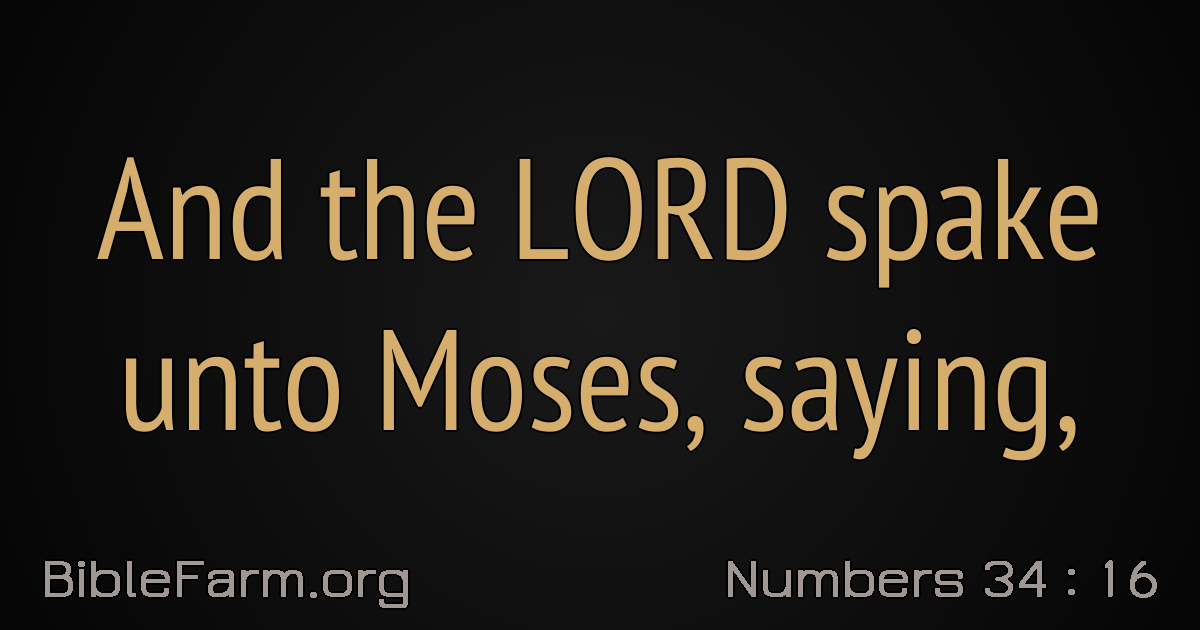 And the LORD spake
unto Moses, saying,
BibleFarm.org
Numbers 34 : 16